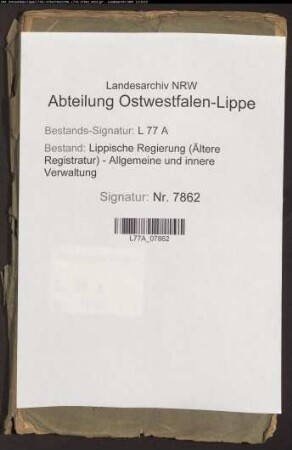 Landesarchiv NRW
Abteilung Ostwestfalen-Lippe
Bestands-Signatur: L 77 A
Bestand: Lippische Regierung (Ältere
Registratur) - Allgemeine und innere
Verwaltung
Signatur: Nr. 7862
L77A_07862